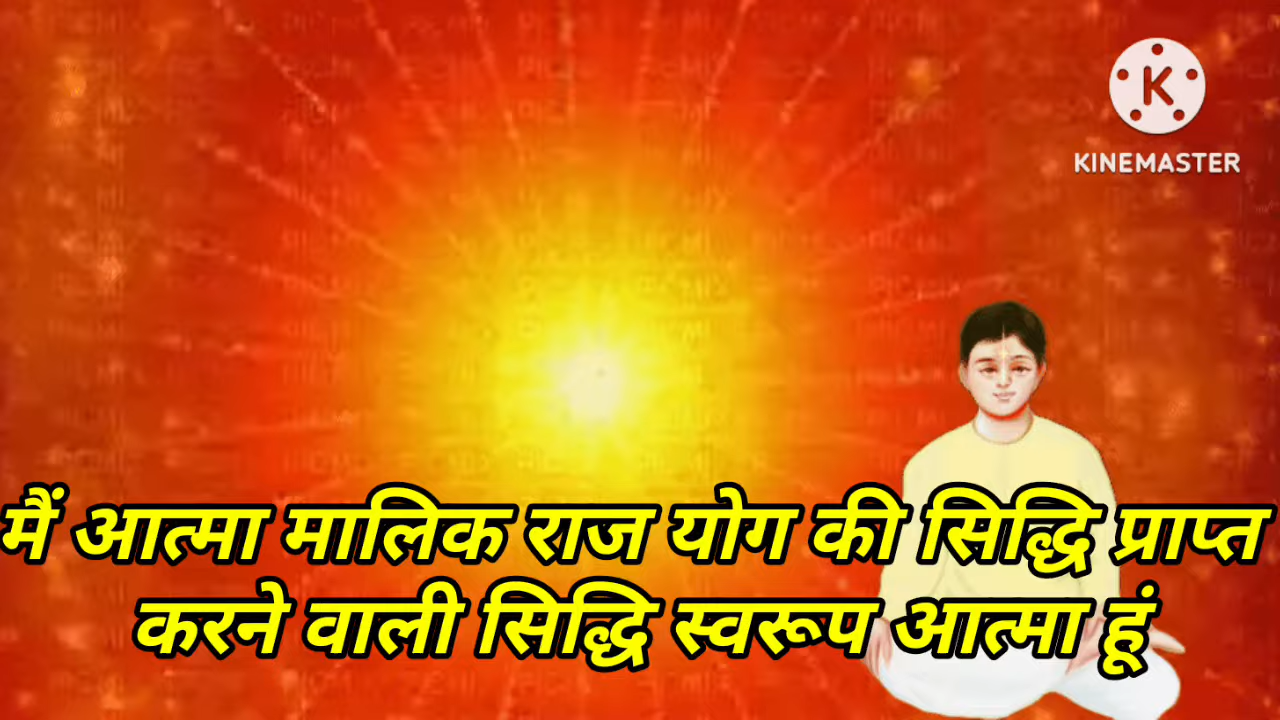 KINEMASTER
मैं आत्मा मालिक राज योग की सिद्धि प्राप्त
करने वाली सिद्धि स्वरूप आत्मा हूं